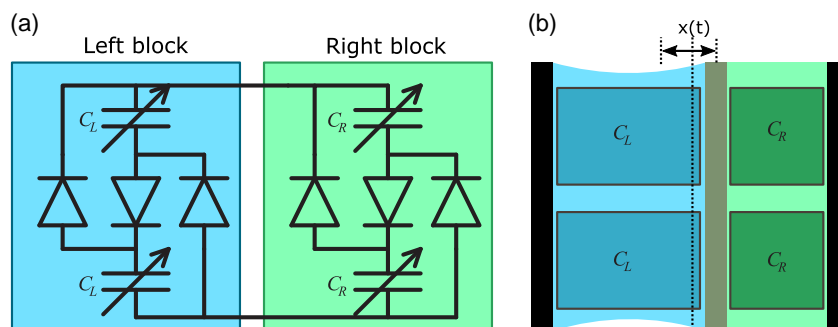 (a)
Left block
Right block
C_L
C_R
C_L
C_R
(b)
x(t)
C_L
C_R
C_L
C_R